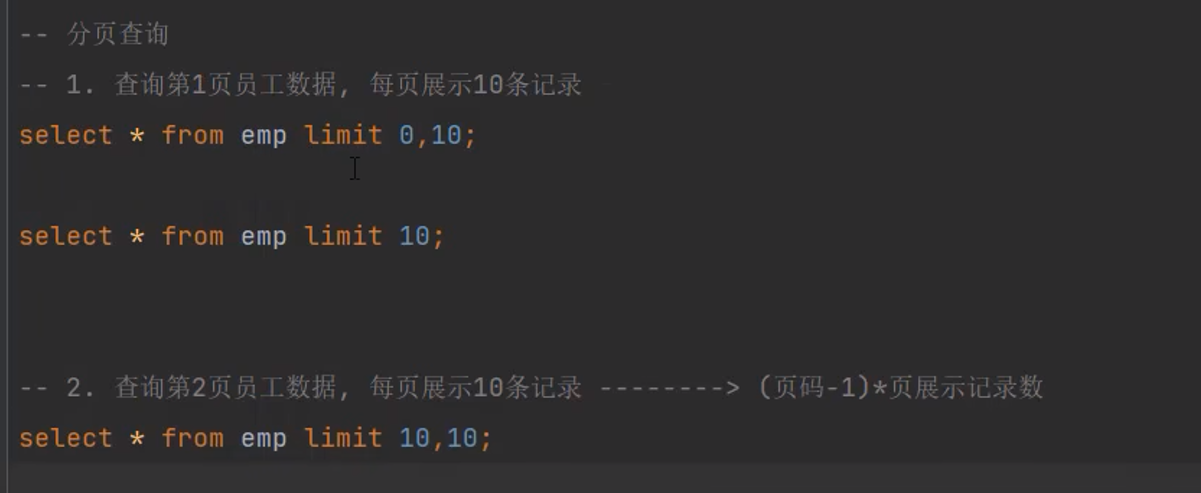 -- 分页查询
-- 1. 查询第1页员工数据, 每页展示10条记录
select * from emp limit 0,10;
select * from emp limit 10;
-- 2. 查询第2页员工数据, 每页展示10条记录 --------> (页码-1)*页展示记录数
select * from emp limit 10,10;